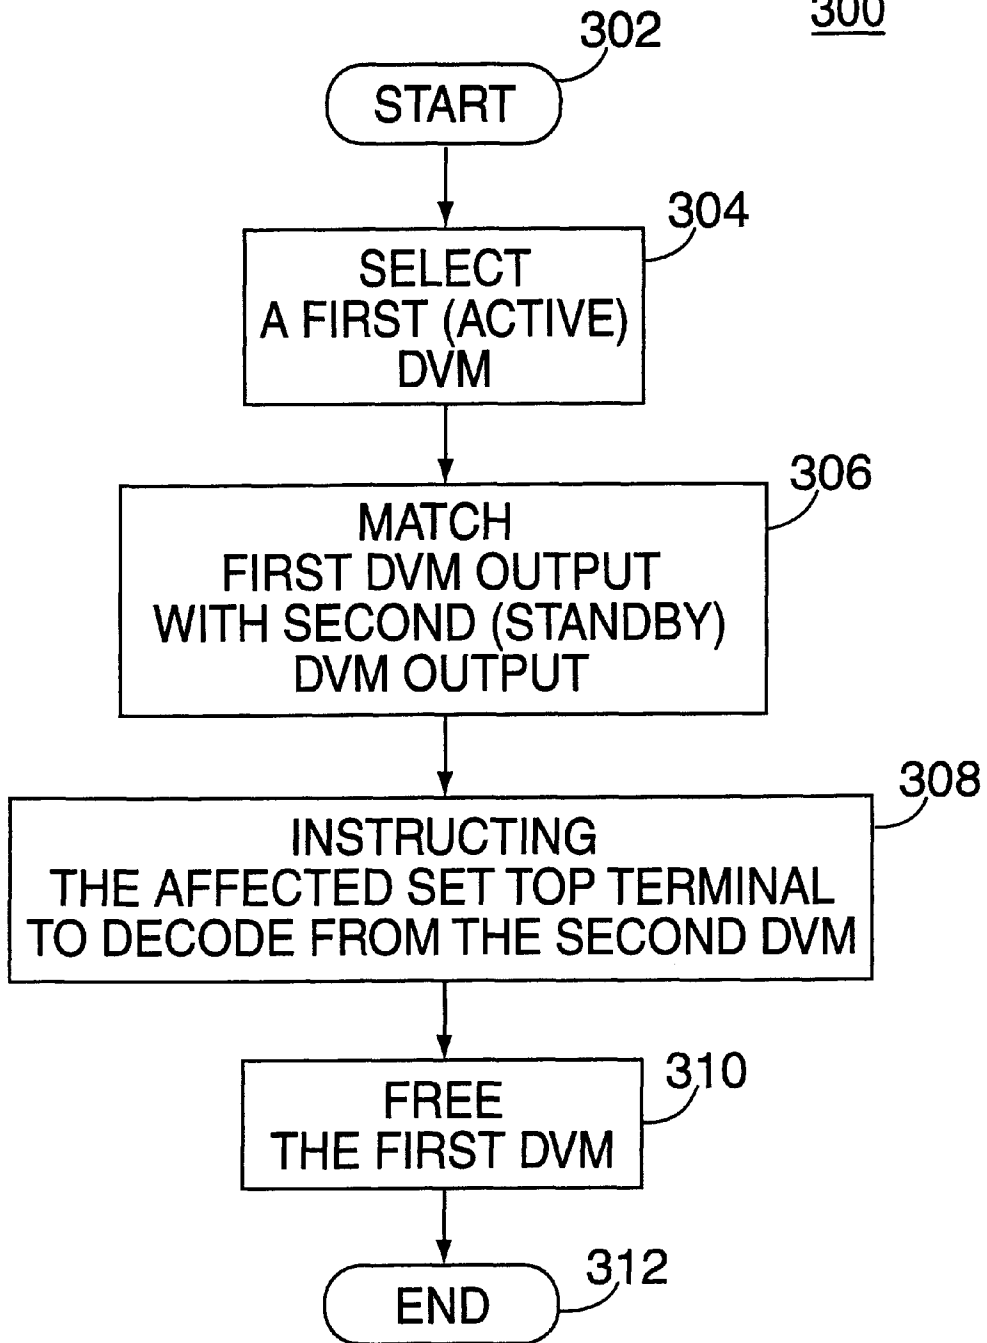 300
302
START
304
SELECT
A FIRST (ACTIVE)
DVM
306
MATCH
FIRST DVM OUTPUT
WITH SECOND (STANDBY)
DVM OUTPUT
308
INSTRUCTING
THE AFFECTED SET TOP TERMINAL
TO DECODE FROM THE SECOND DVM
310
FREE
THE FIRST DVM
312
END